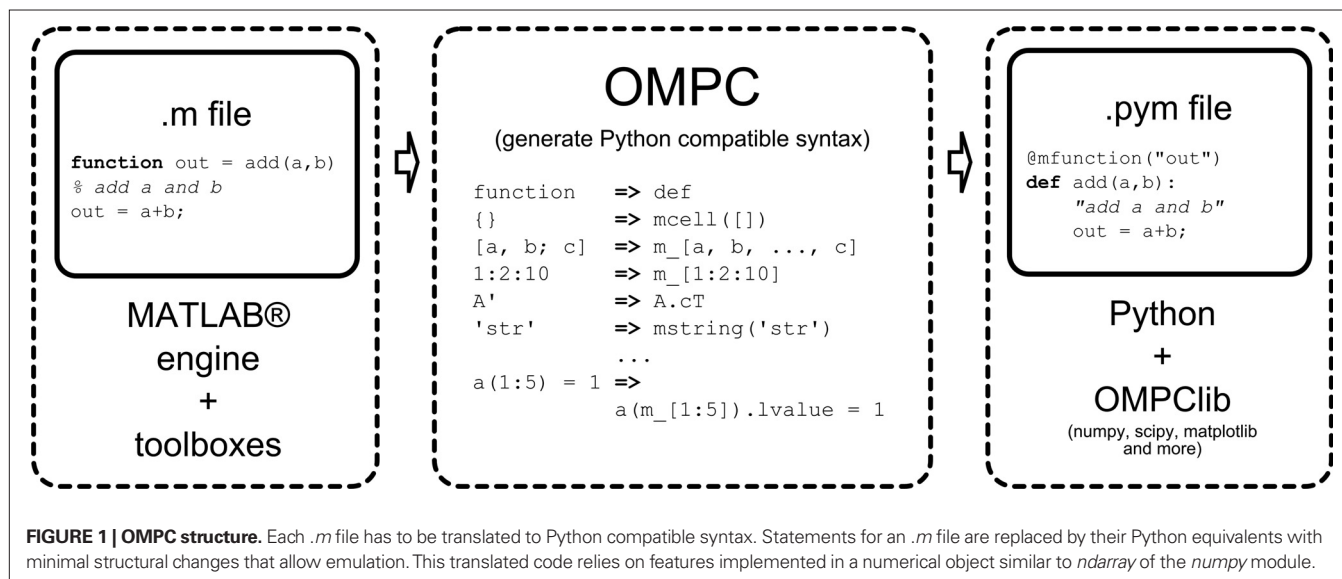 .m file
function out = add(a,b)
% add a and b
out = a+b;
MATLAB®
engine
+
toolboxes
OMPC
(generate Python compatible syntax)
function => def
{} => mcell([])
[a, b; c] => m_[a, b, ..., c]
1:2:10 => m_[1:2:10]
A' => A.cT
'str' => mstring('str')
...
a(1:5) = 1 =>
a(m_[1:5]).lvalue = 1
.pym file
@mfunction("out")
def add(a,b):
"add a and b"
out = a+b;
Python
+
OMPClib
(numpy, scipy, matplotlib
and more)
FIGURE 1 | OMPC structure. Each .m file has to be translated to Python compatible syntax. Statements for an .m file are replaced by their Python equivalents with
minimal structural changes that allow emulation. This translated code relies on features implemented in a numerical object similar to ndarray of the numpy module.